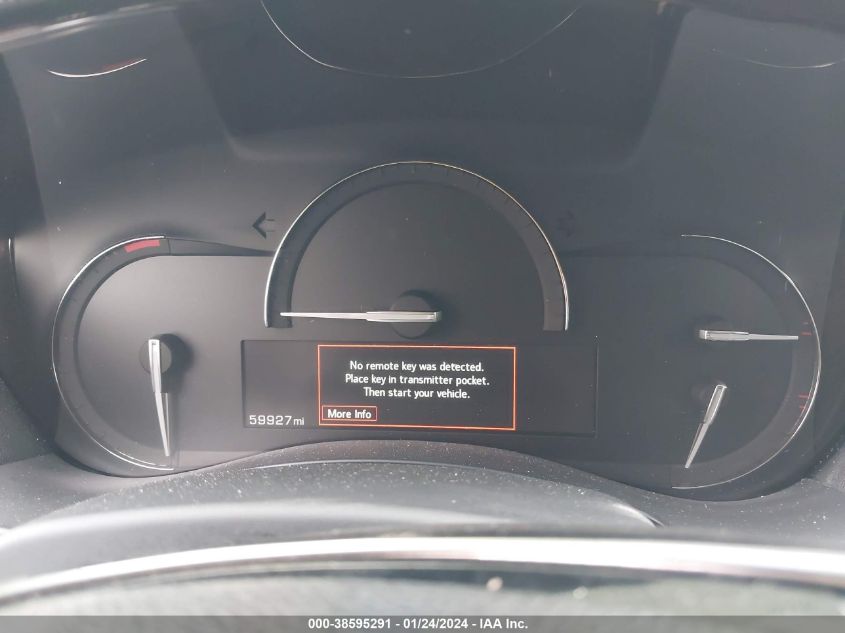 No remote key was detected.
Place key in transmitter pocket.
Then start your vehicle.
More Info
59927mi
000-38595291 - 01/24/2024 - IAA Inc.